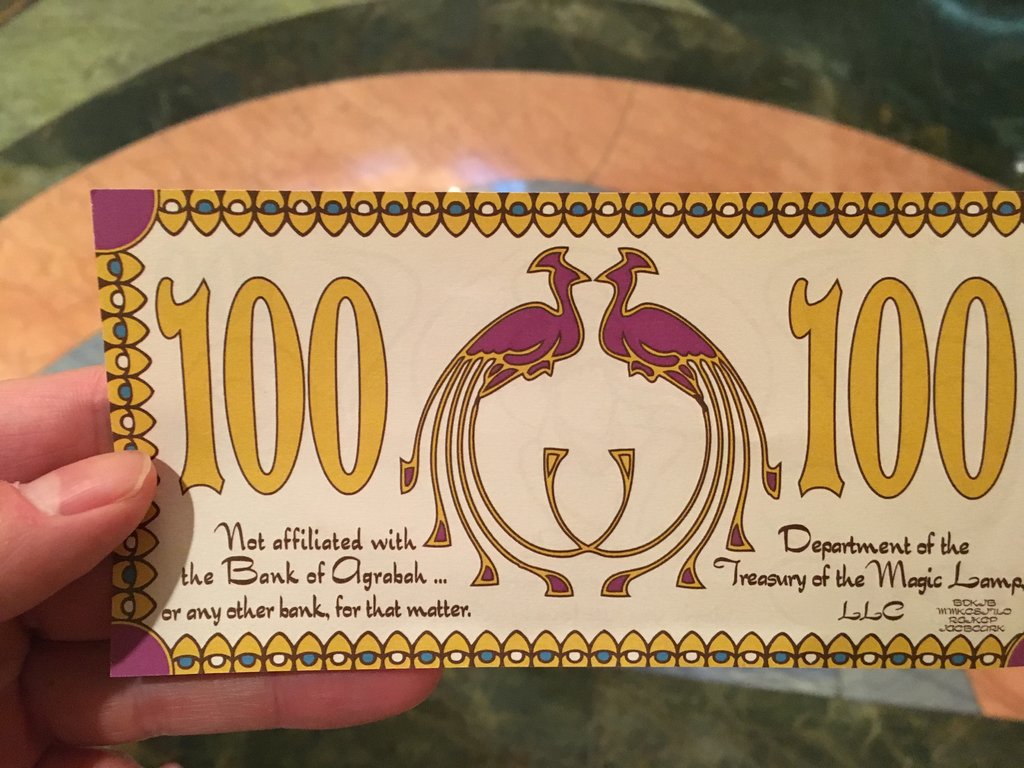 100
100
Not affiliated with
the Bank of Agrabah ...
or any other bank, for that matter.
Department of the
Treasury of the Magic Lamp,
LLC